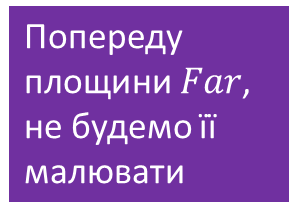 Попереду
площини Far,
не будемо її
малювати